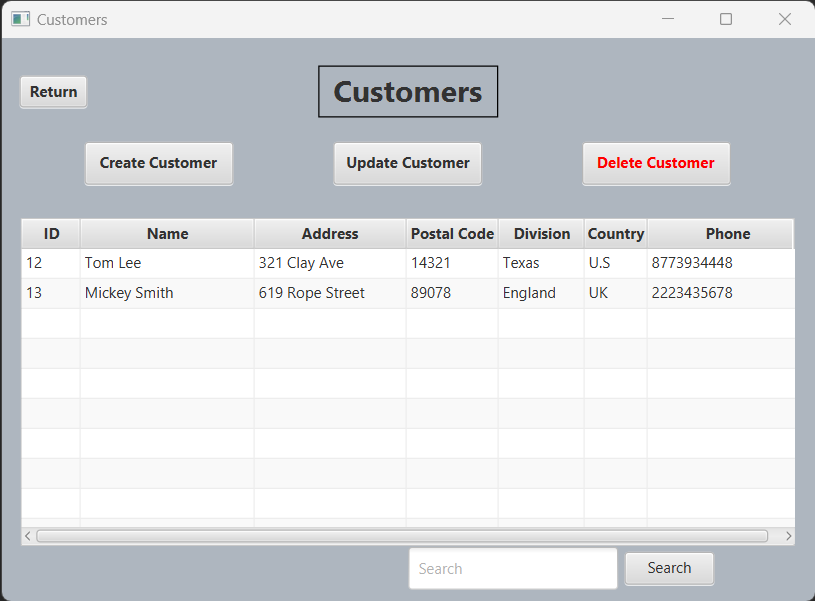 Customers
Return
Customers
Create Customer
Update Customer
Delete Customer
ID Name Address Postal Code Division Country Phone
12 Tom Lee 321 Clay Ave 14321 Texas U.S 8773934448
13 Mickey Smith 619 Rope Street 89078 England UK 2223435678
Search
Search